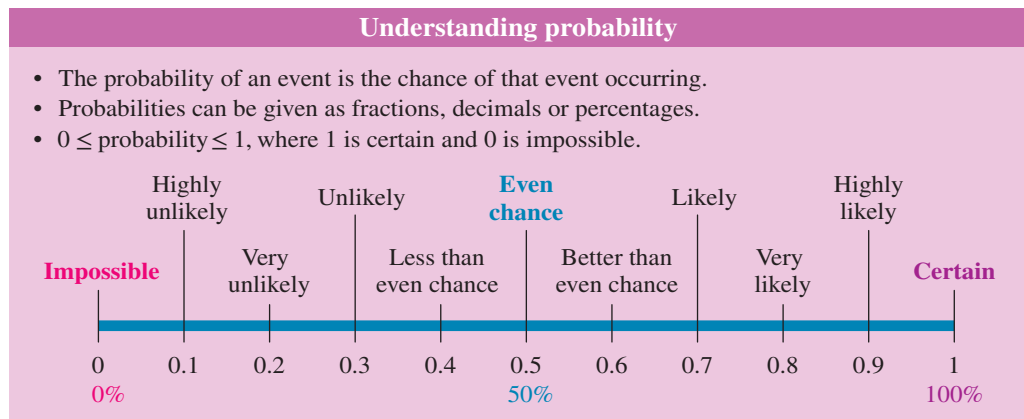 Understanding probability
• The probability of an event is the chance of that event occurring.
• Probabilities can be given as fractions, decimals or percentages.
• 0 ≤ probability ≤ 1, where 1 is certain and 0 is impossible.
Highly
unlikely
Unlikely
Even
chance
Likely
Highly
likely
Impossible
Very
unlikely
Less than
even chance
Better than
even chance
Very
likely
Certain
0 0.1 0.2 0.3 0.4 0.5 0.6 0.7 0.8 0.9 1
0% 50% 100%